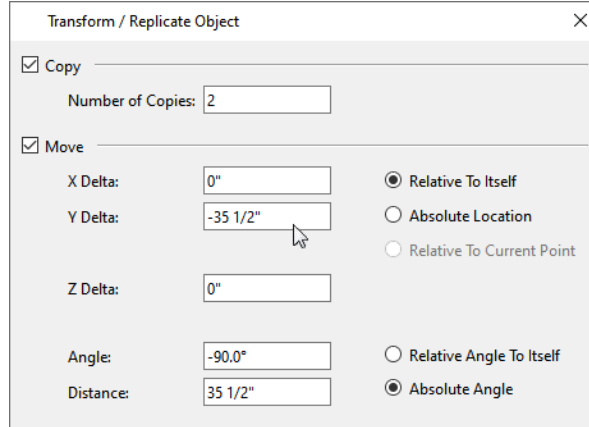 Transform / Replicate Object
Copy
Number of Copies: 2
Move
X Delta: 0" Relative To Itself
Y Delta: -35 1/2" Absolute Location
Relative To Current Point
Z Delta: 0"
Angle: -90.0° Relative Angle To Itself
Distance: 35 1/2" Absolute Angle